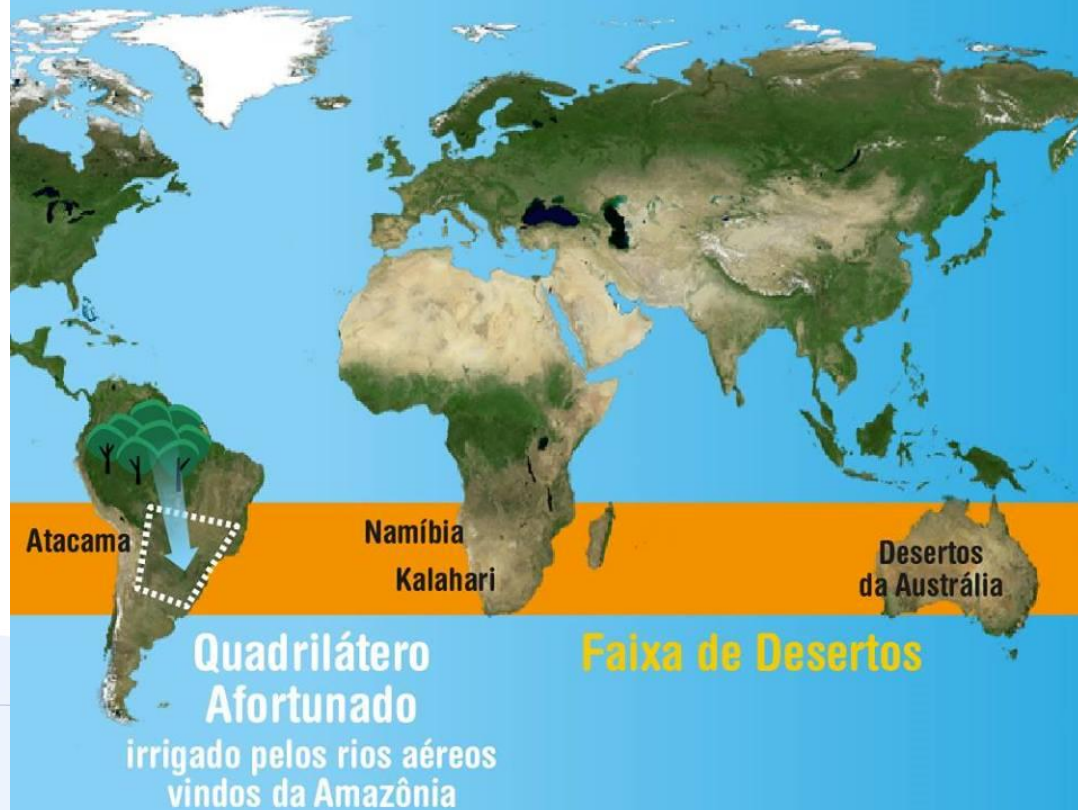 Atacama
Namíbia
Kalahari
Desertos
da Austrália
Quadrilátero
Afortunado
irrigado pelos rios aéreos
vindos da Amazônia
Faixa de Desertos